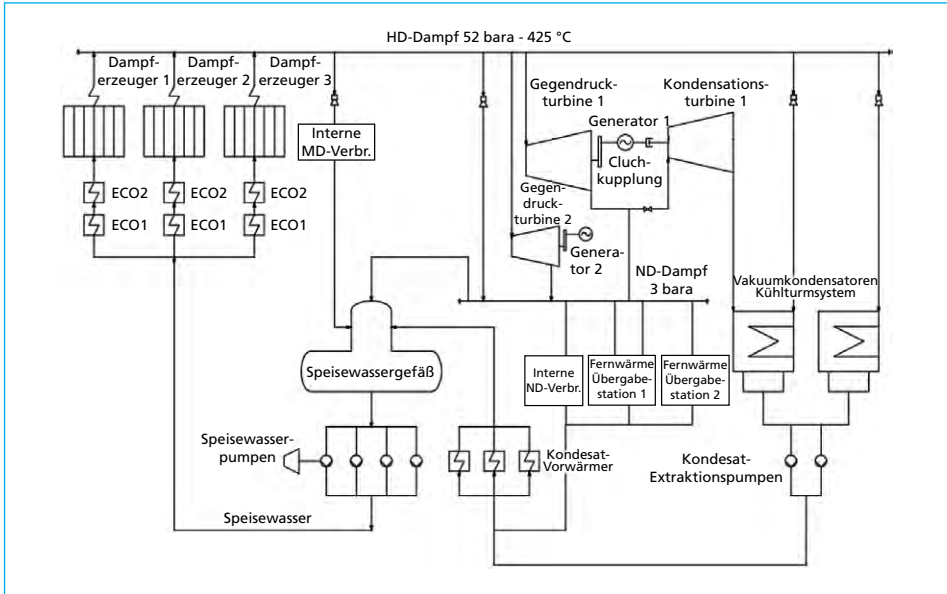 HD-Dampf 52 bara - 425 °C
Dampf-
erzeuger 1
Dampf-
erzeuger 2
Dampf-
erzeuger 3
Gegendruck-
turbine 1
Kondensations-
turbine 1
Generator 1
Interne
MD-Verbr.
Cluch-
kupplung
ECO2
ECO2
ECO2
ECO1
ECO1
ECO1
Gegen-
druck-
turbine 2
Genera-
tor 2
ND-Dampf
3 bara
Vakuumkondensatoren
Kühlturmsystem
Speisewassergefäß
Interne
ND-Verbr.
Fernwärme
Übergabe-
station 1
Fernwärme
Übergabe-
station 2
Speisewasser-
pumpen
Kondesat-
Vorwärmer
Kondesat-
Extraktionspumpen
Speisewasser